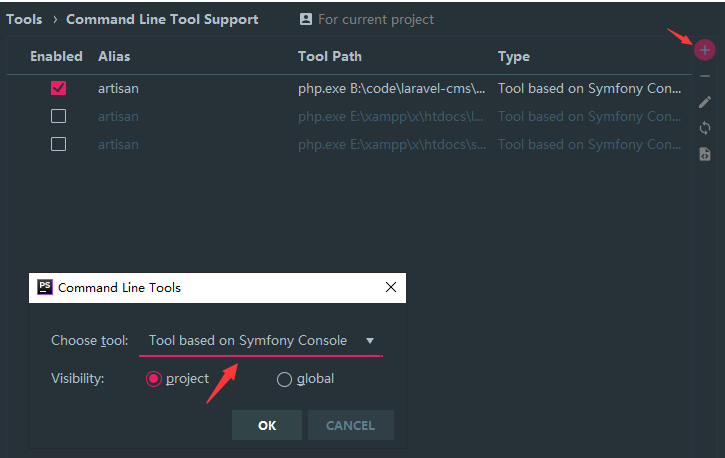 Tools › Command Line Tool Support For current project
Enabled Alias Tool Path Type
artisan php.exe B:\code\laravel-cms\... Tool based on Symfony Con...
artisan php.exe E:\xampp\x\htdocs\l... Tool based on Symfony Con...
artisan php.exe E:\xampp\x\htdocs\s... Tool based on Symfony Con...
PS Command Line Tools
Choose tool: Tool based on Symfony Console
Visibility: project global
OK CANCEL